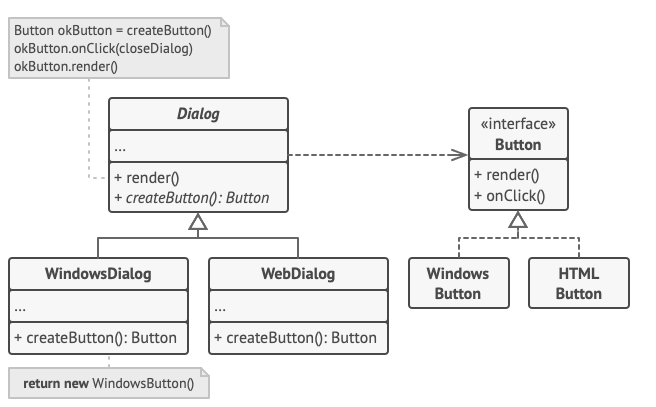 Button okButton = createButton()
okButton.onClick(closeDialog)
okButton.render()
Dialog
...
+ render()
+ createButton(): Button
«interface»
Button
+ render()
+ onClick()
WindowsDialog
...
+ createButton(): Button
WebDialog
...
+ createButton(): Button
Windows
Button
HTML
Button
return new WindowsButton()